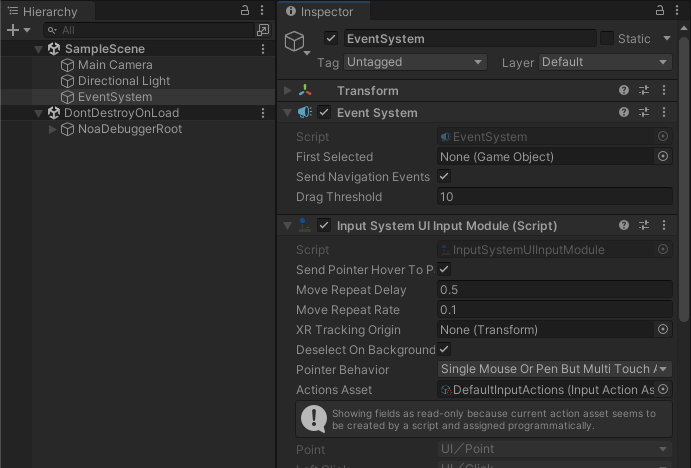 Hierarchy
All
SampleScene
Main Camera
Directional Light
EventSystem
DontDestroyOnLoad
NoaDebuggerRoot
Inspector
EventSystem
Static
Tag Untagged Layer Default
Transform
Event System
Script EventSystem
First Selected None (Game Object)
Send Navigation Events
Drag Threshold 10
Input System UI Input Module (Script)
Script InputSystemUIInputModule
Send Pointer Hover To P
Move Repeat Delay 0.5
Move Repeat Rate 0.1
XR Tracking Origin None (Transform)
Deselect On Background
Pointer Behavior Single Mouse Or Pen But Multi Touch A
Actions Asset DefaultInputActions (Input Action As
Showing fields as read-only because current action asset seems to
be created by a script and assigned programmatically.
Point UI/Point
Left Click UI/Click